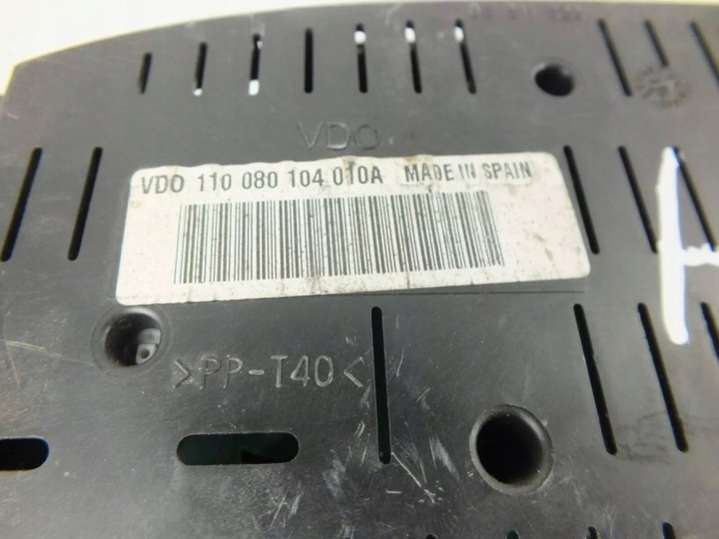 VDO
VDO 110 080 104 010A MADE IN SPAIN
>PP-T40<